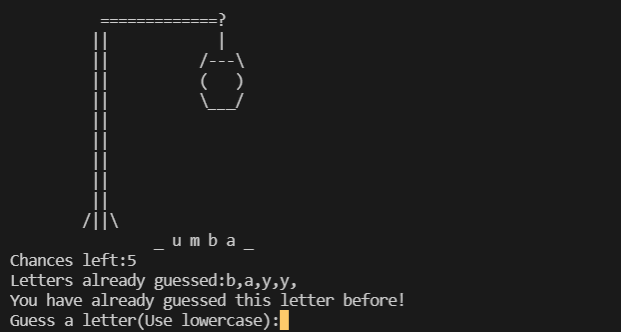 =============?
||           |
||         /---\
||         (   )
||         \___/
||
||
||
||
||
/||\
_ u m b a _
Chances left:5
Letters already guessed:b,a,y,y,
You have already guessed this letter before!
Guess a letter(Use lowercase):